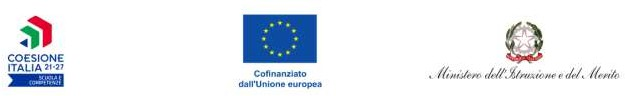 COESIONE
ITALIA 21-27
SCUOLA E
COMPETENZE
Cofinanziato
dall'Unione europea
Ministero dell'Istruzione e del Merito